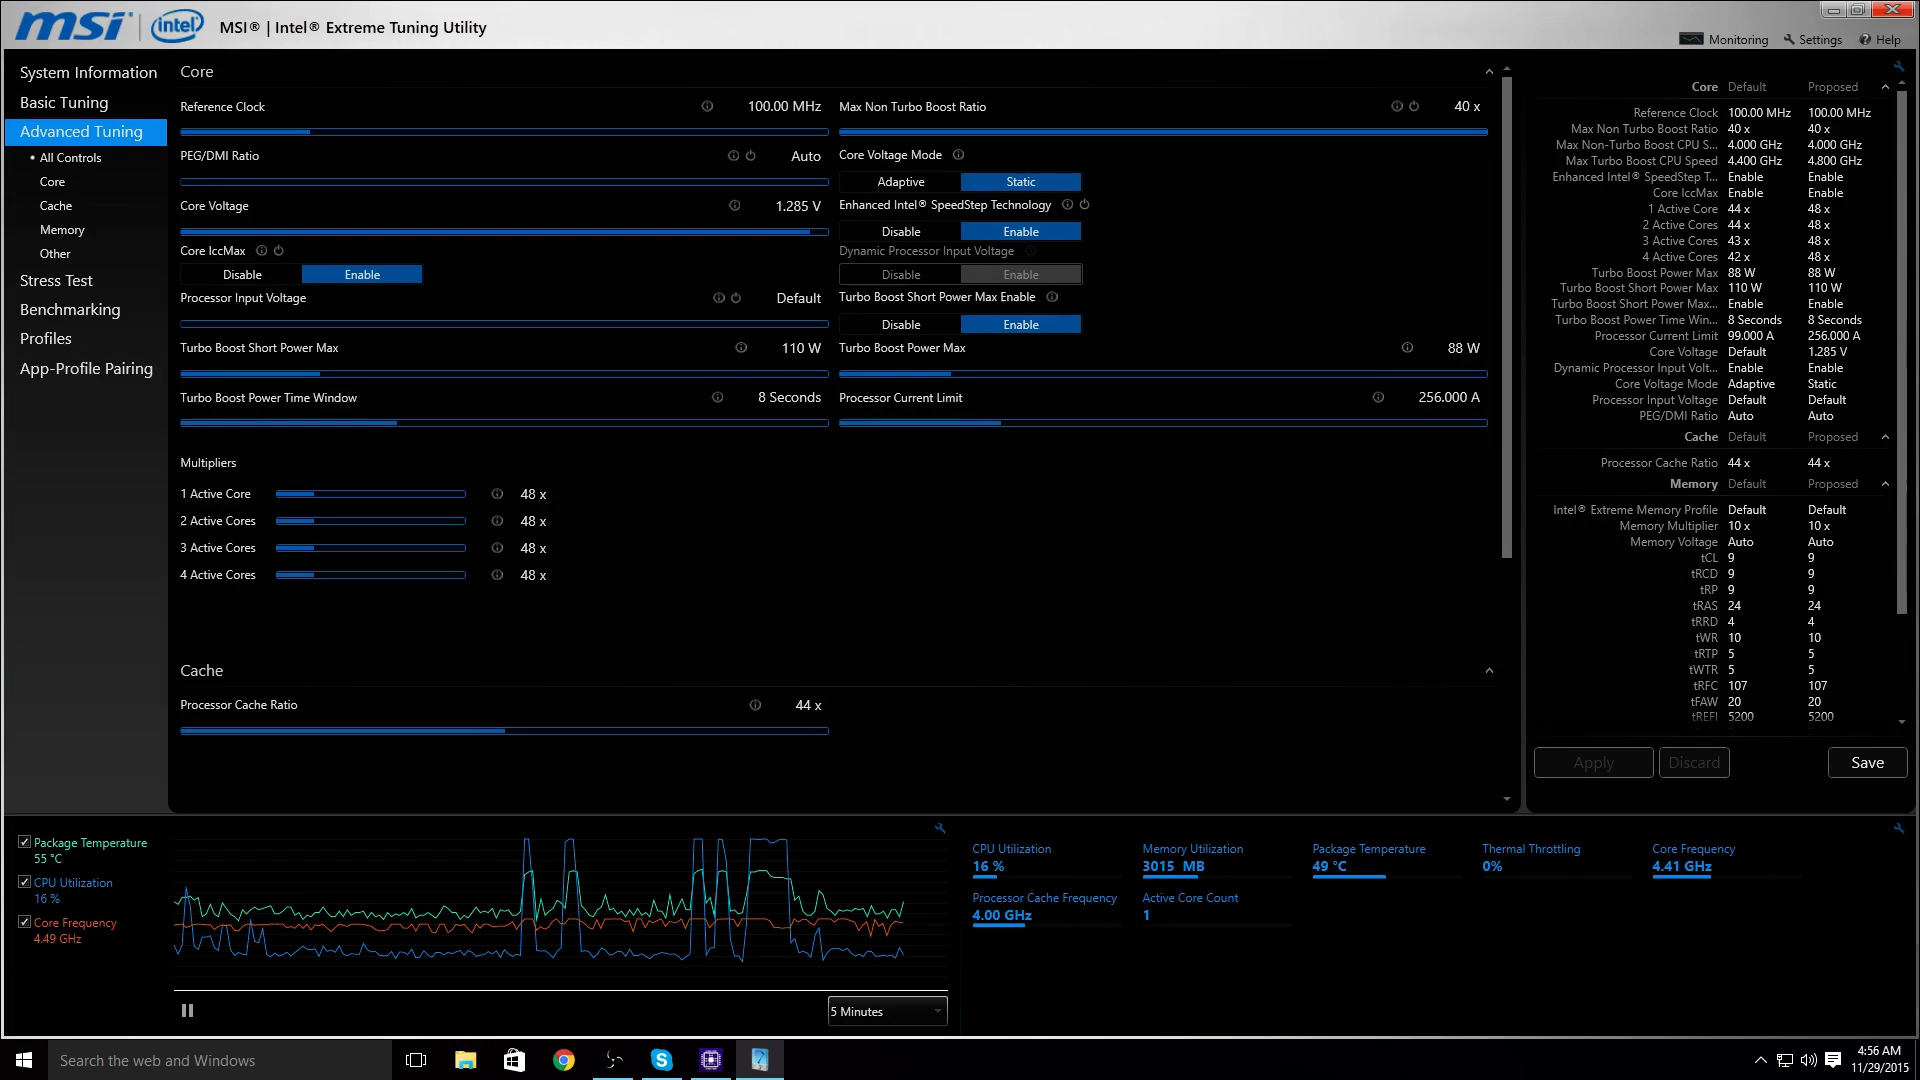 msi intel MSI® | Intel® Extreme Tuning Utility
Monitoring Settings Help
System Information
Basic Tuning
Advanced Tuning
• All Controls
Core
Cache
Memory
Other
Stress Test
Benchmarking
Profiles
App-Profile Pairing
Core
Reference Clock 100.00 MHz
Max Non Turbo Boost Ratio 40 x
PEG/DMI Ratio Auto
Core Voltage Mode
Adaptive Static
Core Voltage 1.285 V
Enhanced Intel® SpeedStep Technology
Disable Enable
Core IccMax
Disable Enable
Dynamic Processor Input Voltage
Disable Enable
Processor Input Voltage Default
Turbo Boost Short Power Max Enable
Disable Enable
Turbo Boost Short Power Max 110 W
Turbo Boost Power Max 88 W
Turbo Boost Power Time Window 8 Seconds
Processor Current Limit 256.000 A
Multipliers
1 Active Core 48 x
2 Active Cores 48 x
3 Active Cores 48 x
4 Active Cores 48 x
Cache
Processor Cache Ratio 44 x
Core Default Proposed
Reference Clock 100.00 MHz 100.00 MHz
Max Non Turbo Boost Ratio 40 x 40 x
Max Non-Turbo Boost CPU S... 4.000 GHz 4.000 GHz
Max Turbo Boost CPU Speed 4.400 GHz 4.800 GHz
Enhanced Intel® SpeedStep T... Enable Enable
Core IccMax Enable Enable
1 Active Core 44 x 48 x
2 Active Cores 44 x 48 x
3 Active Cores 43 x 48 x
4 Active Cores 42 x 48 x
Turbo Boost Power Max 88 W 88 W
Turbo Boost Short Power Max 110 W 110 W
Turbo Boost Short Power Max... Enable Enable
Turbo Boost Power Time Win... 8 Seconds 8 Seconds
Processor Current Limit 99.000 A 256.000 A
Core Voltage Default 1.285 V
Dynamic Processor Input Volt... Enable Enable
Core Voltage Mode Adaptive Static
Processor Input Voltage Default Default
PEG/DMI Ratio Auto Auto
Cache Default Proposed
Processor Cache Ratio 44 x 44 x
Memory Default Proposed
Intel® Extreme Memory Profile Default Default
Memory Multiplier 10 x 10 x
Memory Voltage Auto Auto
tCL 9 9
tRCD 9 9
tRP 9 9
tRAS 24 24
tRRD 4 4
tWR 10 10
tRTP 5 5
tWTR 5 5
tRFC 107 107
tFAW 20 20
tREFI 5200 5200
Apply Discard Save
Package Temperature
55 °C
CPU Utilization
16 %
Core Frequency
4.49 GHz
5 Minutes
CPU Utilization Memory Utilization Package Temperature Thermal Throttling Core Frequency
16 % 3015 MB 49 °C 0% 4.41 GHz
Processor Cache Frequency Active Core Count
4.00 GHz 1
Search the web and Windows
4:56 AM
11/29/2015